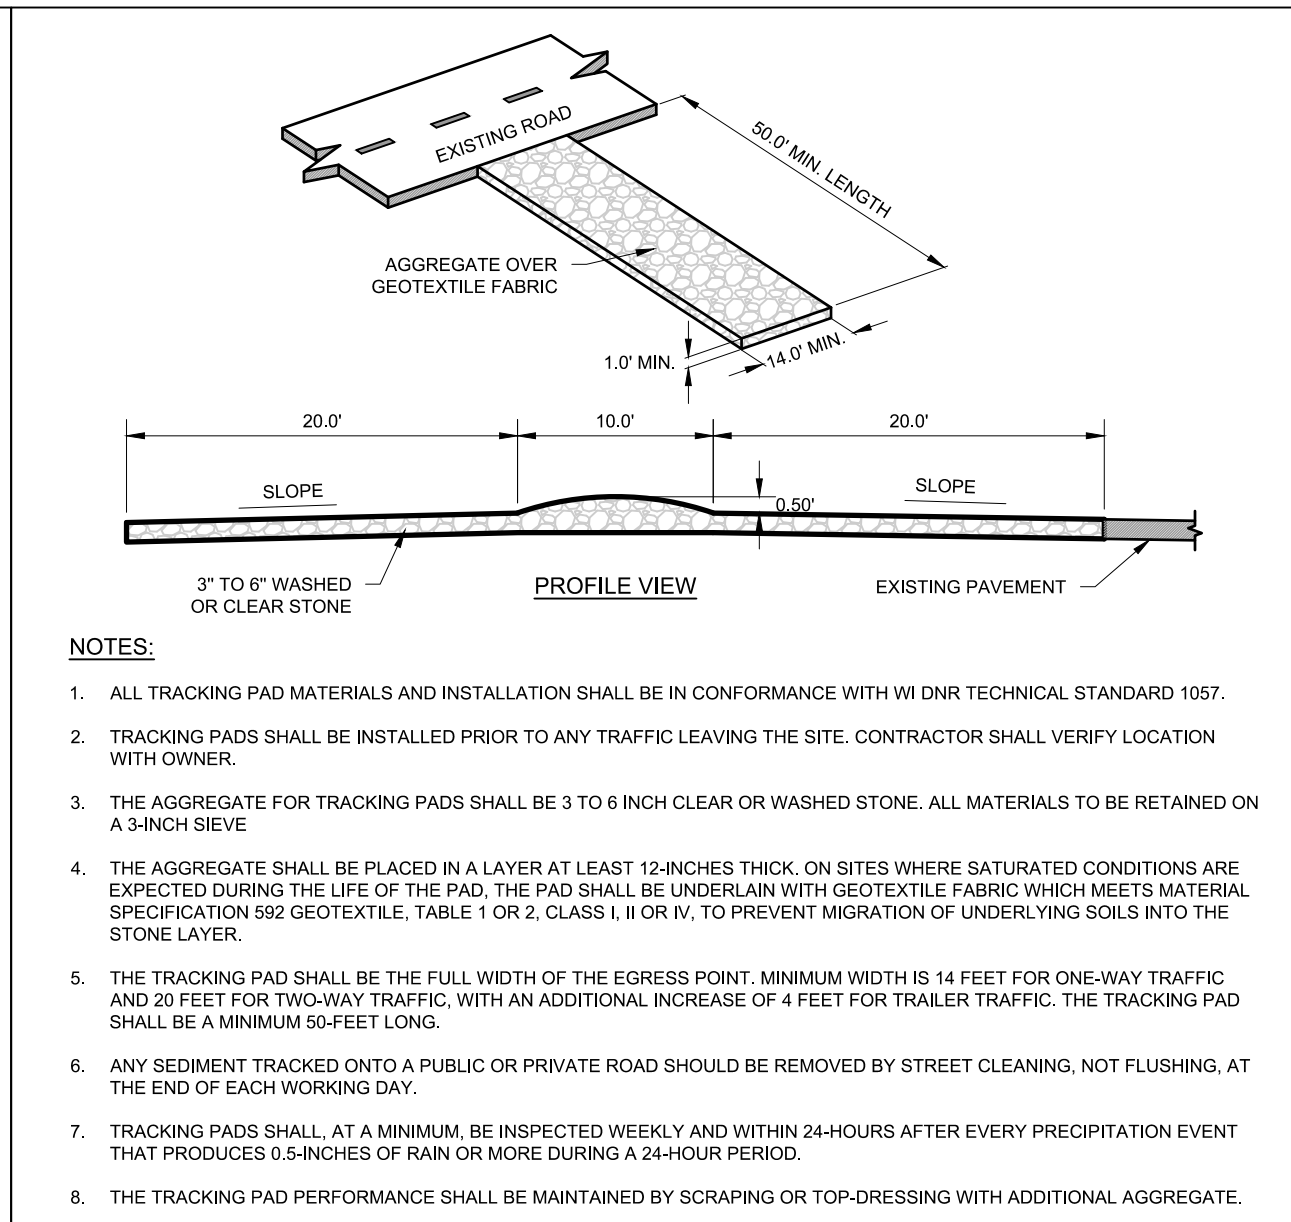 EXISTING ROAD
50.0' MIN. LENGTH
AGGREGATE OVER
GEOTEXTILE FABRIC
1.0' MIN.
14.0' MIN.
20.0'
10.0'
20.0'
SLOPE
SLOPE
0.50'
3" TO 6" WASHED
OR CLEAR STONE
PROFILE VIEW
EXISTING PAVEMENT
NOTES:
1. ALL TRACKING PAD MATERIALS AND INSTALLATION SHALL BE IN CONFORMANCE WITH WI DNR TECHNICAL STANDARD 1057.
2. TRACKING PADS SHALL BE INSTALLED PRIOR TO ANY TRAFFIC LEAVING THE SITE. CONTRACTOR SHALL VERIFY LOCATION
WITH OWNER.
3. THE AGGREGATE FOR TRACKING PADS SHALL BE 3 TO 6 INCH CLEAR OR WASHED STONE. ALL MATERIALS TO BE RETAINED ON
A 3-INCH SIEVE
4. THE AGGREGATE SHALL BE PLACED IN A LAYER AT LEAST 12-INCHES THICK. ON SITES WHERE SATURATED CONDITIONS ARE
EXPECTED DURING THE LIFE OF THE PAD, THE PAD SHALL BE UNDERLAIN WITH GEOTEXTILE FABRIC WHICH MEETS MATERIAL
SPECIFICATION 592 GEOTEXTILE, TABLE 1 OR 2, CLASS I, II OR IV, TO PREVENT MIGRATION OF UNDERLYING SOILS INTO THE
STONE LAYER.
5. THE TRACKING PAD SHALL BE THE FULL WIDTH OF THE EGRESS POINT. MINIMUM WIDTH IS 14 FEET FOR ONE-WAY TRAFFIC
AND 20 FEET FOR TWO-WAY TRAFFIC, WITH AN ADDITIONAL INCREASE OF 4 FEET FOR TRAILER TRAFFIC. THE TRACKING PAD
SHALL BE A MINIMUM 50-FEET LONG.
6. ANY SEDIMENT TRACKED ONTO A PUBLIC OR PRIVATE ROAD SHOULD BE REMOVED BY STREET CLEANING, NOT FLUSHING, AT
THE END OF EACH WORKING DAY.
7. TRACKING PADS SHALL, AT A MINIMUM, BE INSPECTED WEEKLY AND WITHIN 24-HOURS AFTER EVERY PRECIPITATION EVENT
THAT PRODUCES 0.5-INCHES OF RAIN OR MORE DURING A 24-HOUR PERIOD.
8. THE TRACKING PAD PERFORMANCE SHALL BE MAINTAINED BY SCRAPING OR TOP-DRESSING WITH ADDITIONAL AGGREGATE.